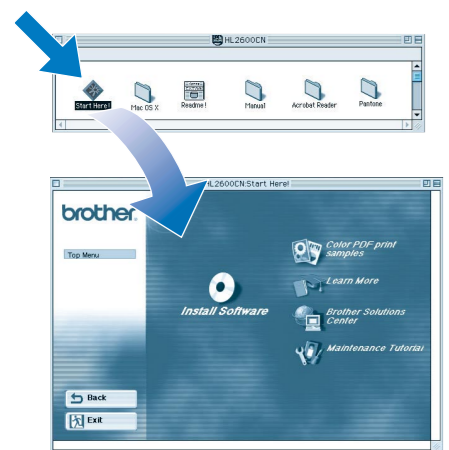 HL2600CN
Start Here!
Mac OS X
Readme!
Manual
Acrobat Reader
Pantone
HL2600CN:Start Here!
brother
Top Menu
Install Software
Color PDF print
samples
Learn More
Brother Solutions
Center
Maintenance Tutorial
Back
Exit